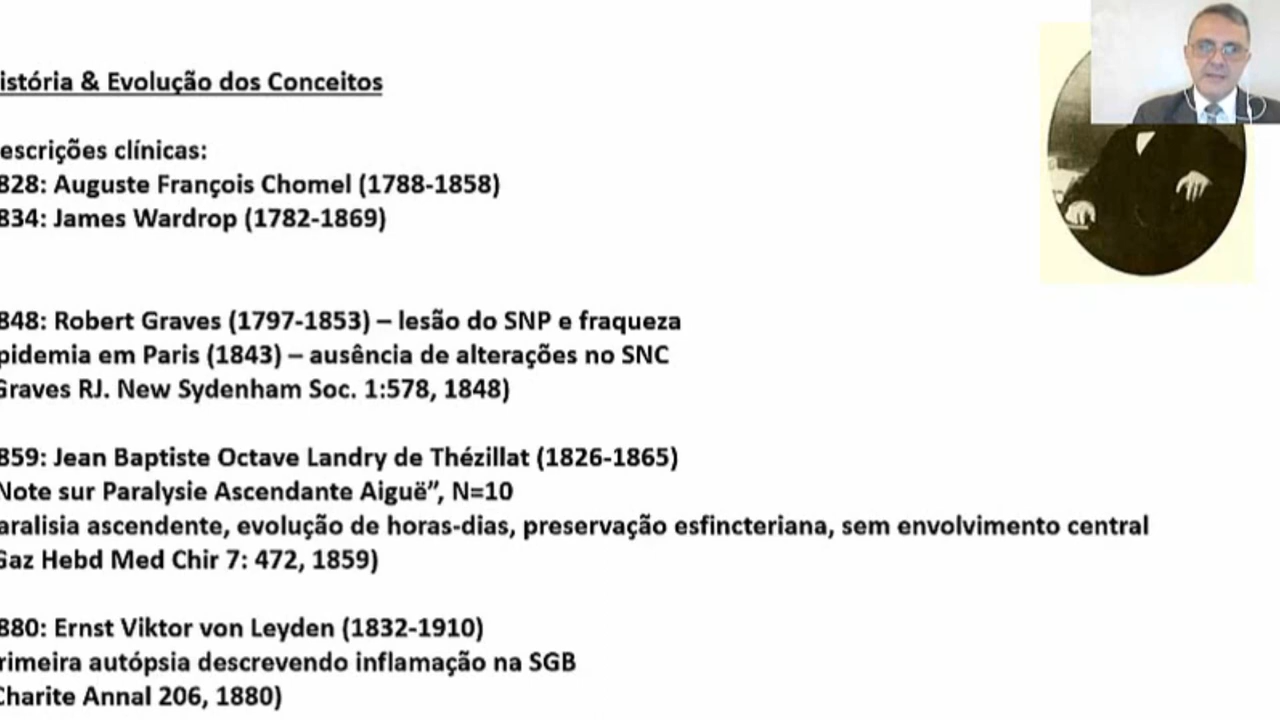 istória & Evolução dos Conceitos
escrições clínicas:
828: Auguste François Chomel (1788-1858)
834: James Wardrop (1782-1869)
848: Robert Graves (1797-1853) – lesão do SNP e fraqueza
pidemia em Paris (1843) – ausência de alterações no SNC
Graves RJ. New Sydenham Soc. 1:578, 1848)
859: Jean Baptiste Octave Landry de Thézillat (1826-1865)
Note sur Paralysie Ascendante Aiguë”, N=10
aralisia ascendente, evolução de horas-dias, preservação esfincteriana, sem envolvimento central
Gaz Hebd Med Chir 7: 472, 1859)
880: Ernst Viktor von Leyden (1832-1910)
rimeira autópsia descrevendo inflamação na SGB
Charite Annal 206, 1880)